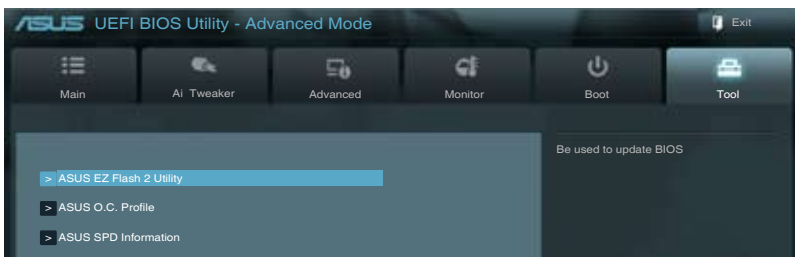 ASUS UEFI BIOS Utility - Advanced Mode
Exit
Main
Ai Tweaker
Advanced
Monitor
Boot
Tool
Be used to update BIOS
> ASUS EZ Flash 2 Utility
> ASUS O.C. Profile
> ASUS SPD Information